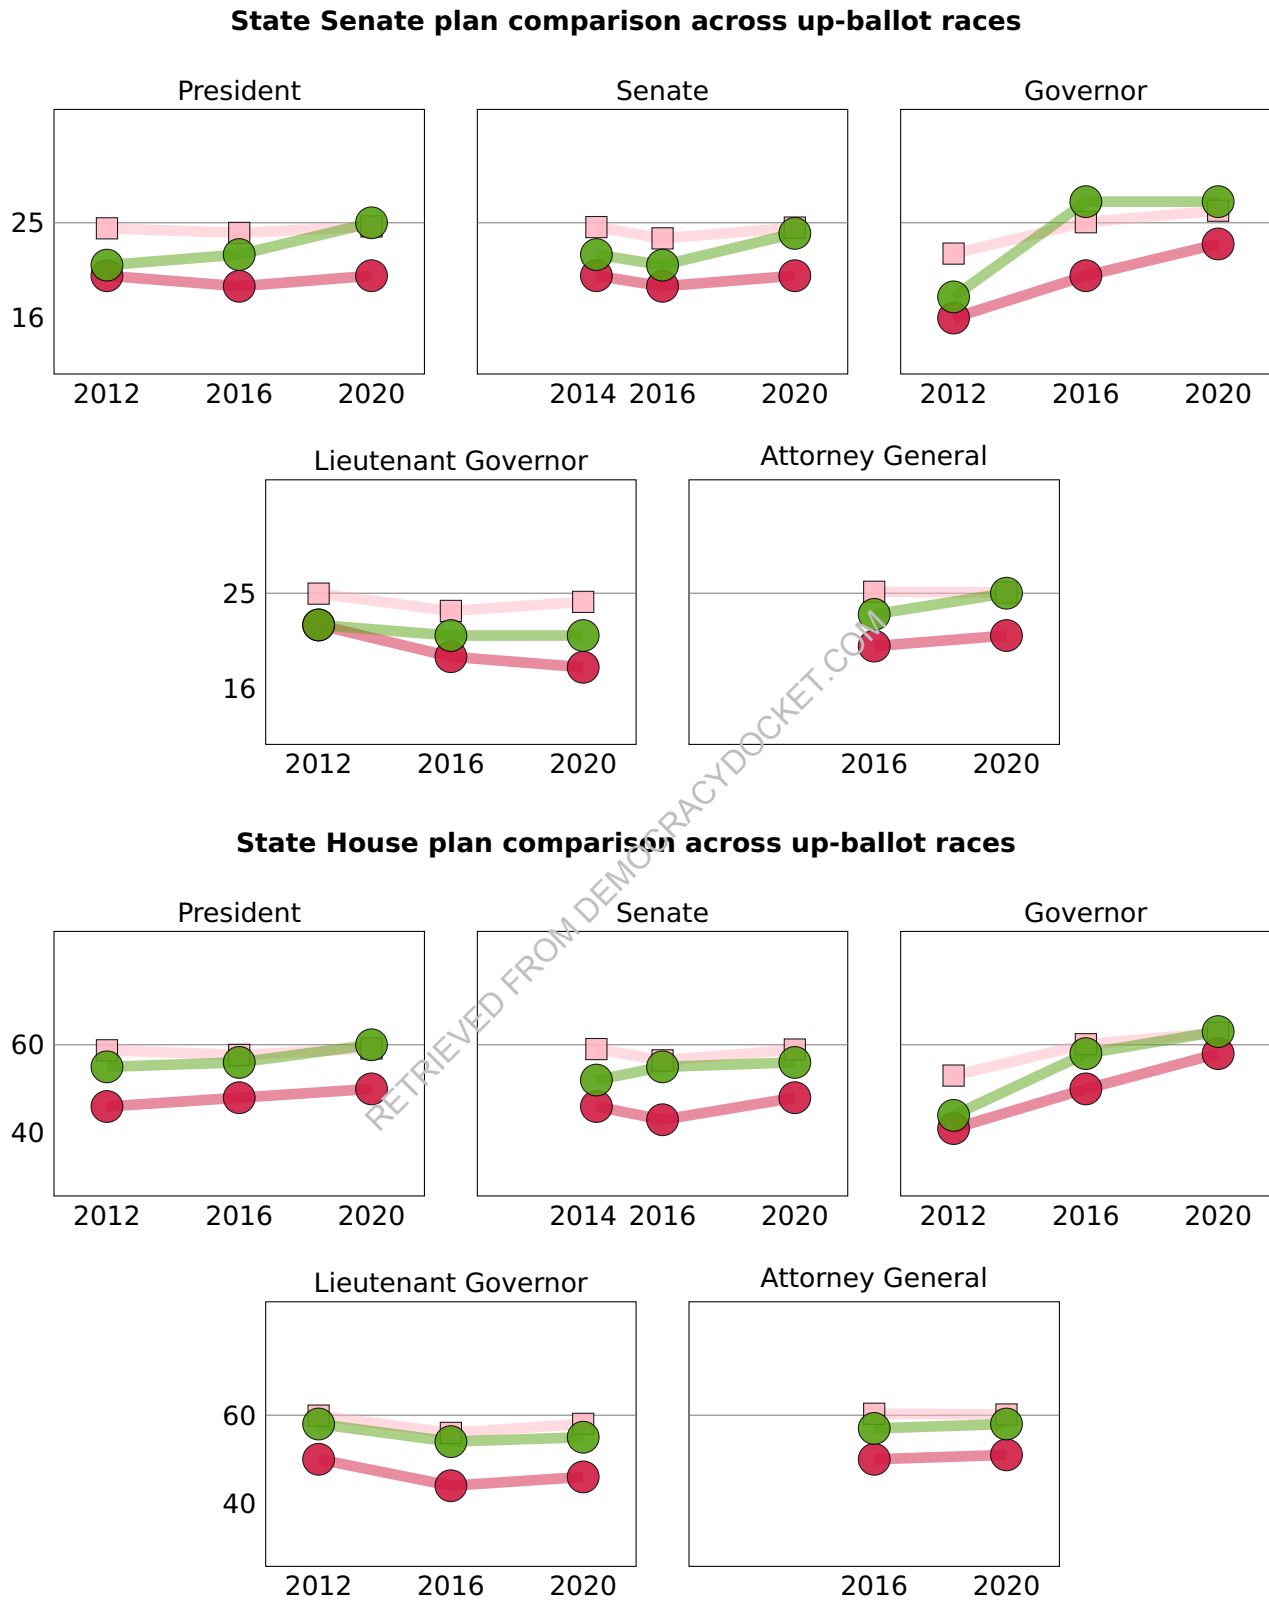 State Senate plan comparison across up-ballot races
President Senate Governor
25
16
2012 2016 2020 2014 2016 2020 2012 2016 2020
Lieutenant Governor Attorney General
25
16
2012 2016 2020 2016 2020
RETRIEVED FROM DEMOCRACYDOCKET.COM
State House plan comparison across up-ballot races
President Senate Governor
60
40
2012 2016 2020 2014 2016 2020 2012 2016 2020
Lieutenant Governor Attorney General
60
40
2012 2016 2020 2016 2020